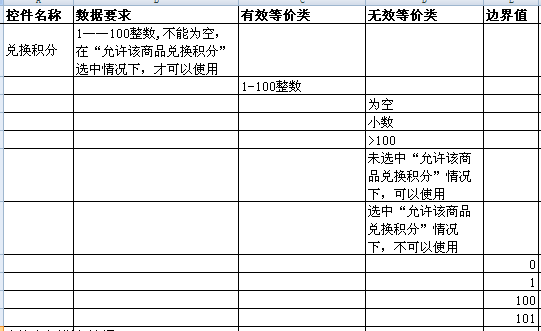 控件名称 数据要求 有效等价类 无效等价类 边界值
兑换积分
1——100整数,不能为空，
在“允许该商品兑换积分”
选中情况下，才可以使用
1-100整数
为空
小数
>100
未选中“允许该商
品兑换积分”情况
下，可以使用
选中“允许该商品
兑换积分”情况
下，不可以使用
0
1
100
101